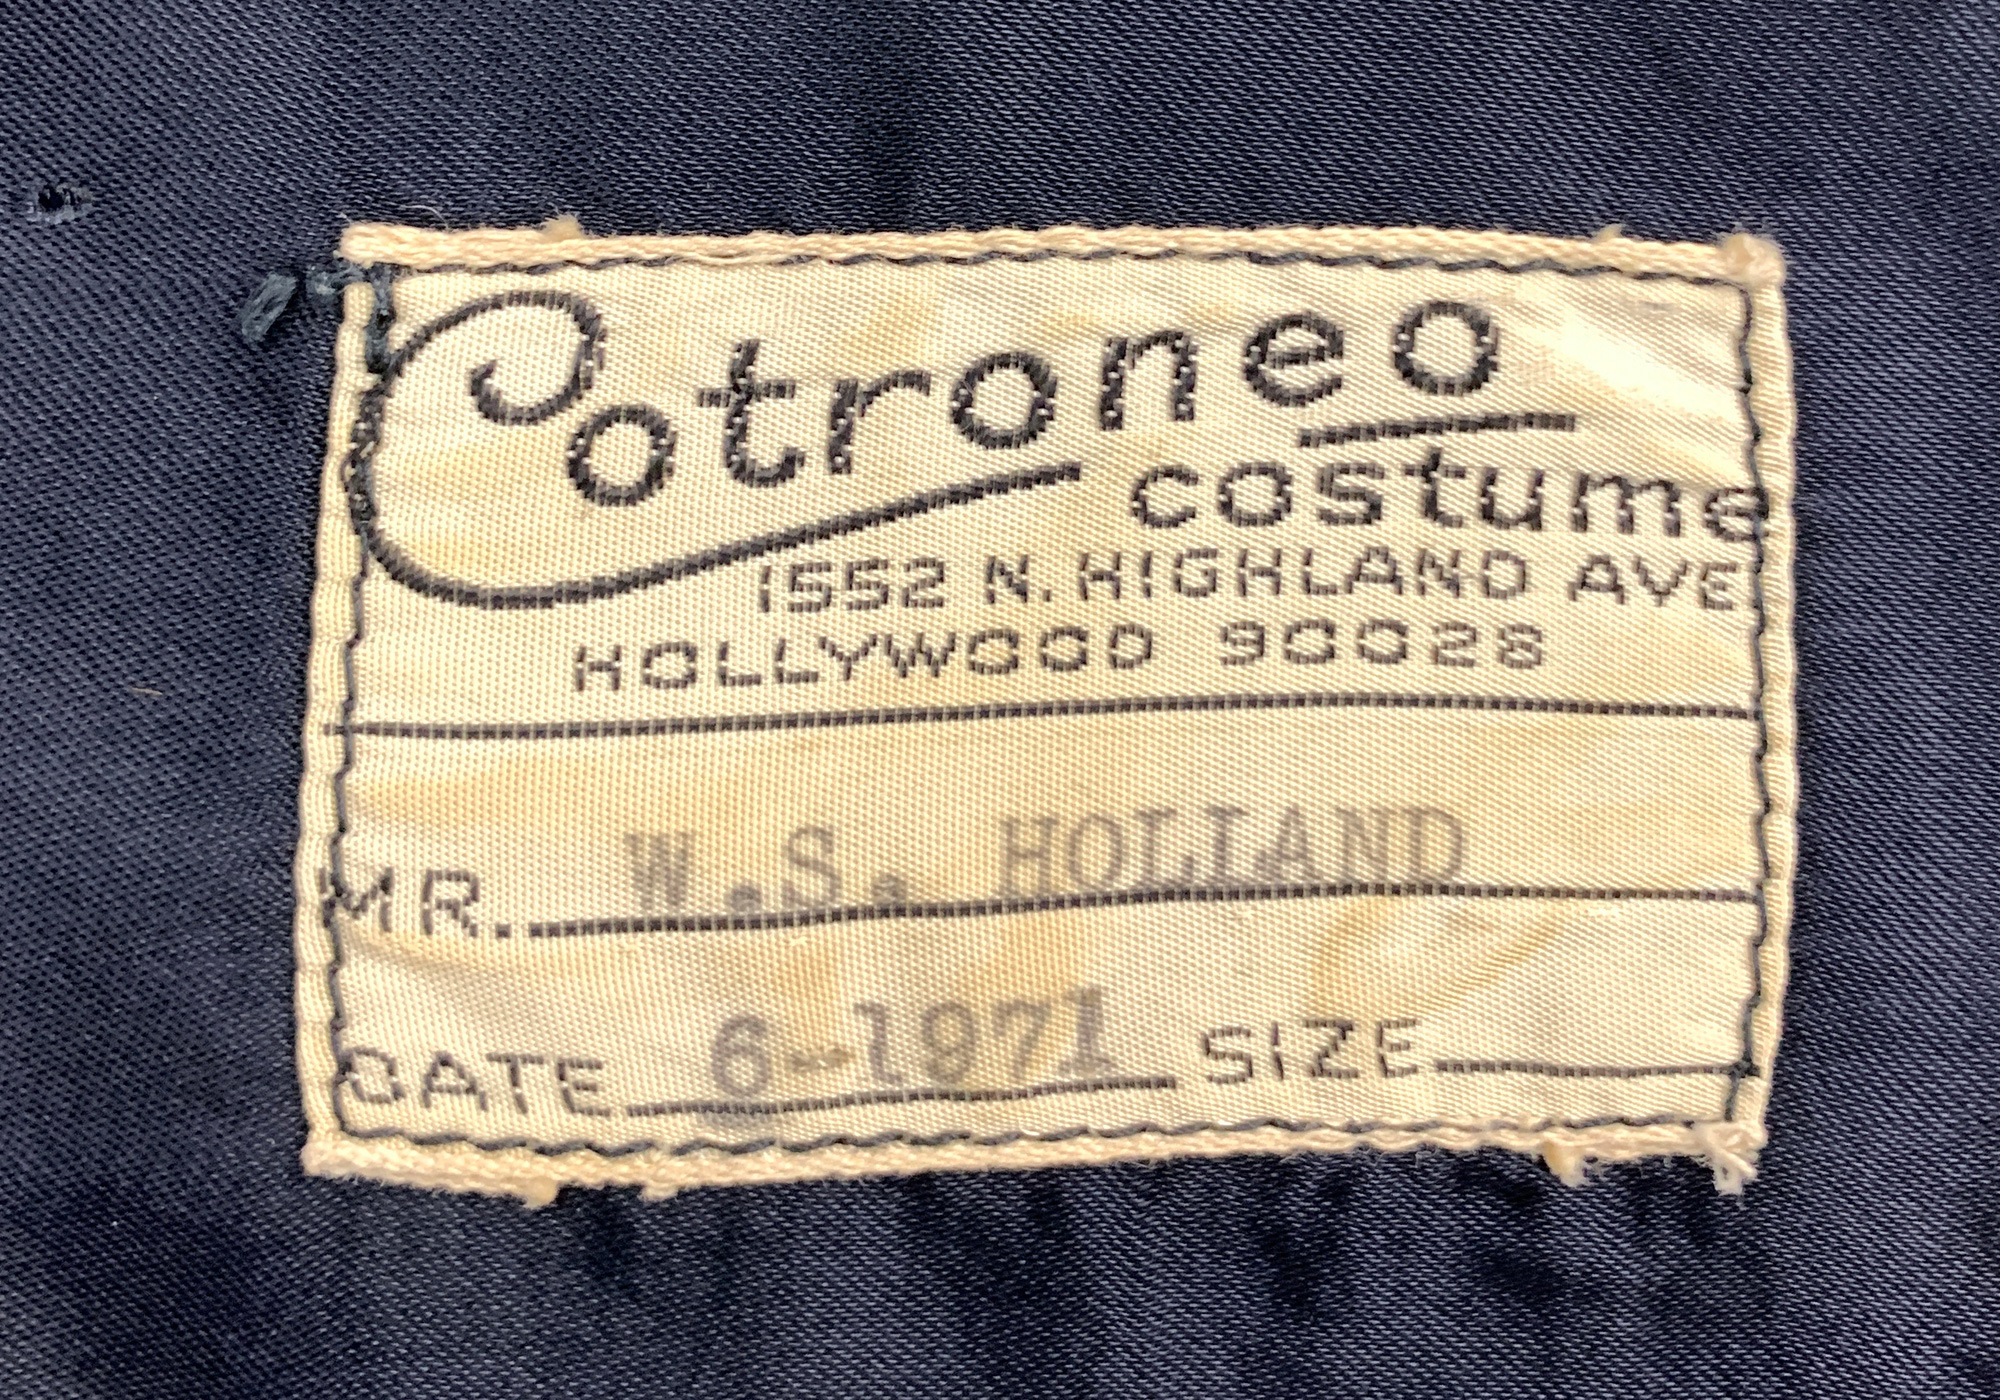 Cotroneo
costume
1552 N. HIGHLAND AVE
HOLLYWOOD 90028
MR. W.S. HOLLAND
DATE 6-1971 SIZE